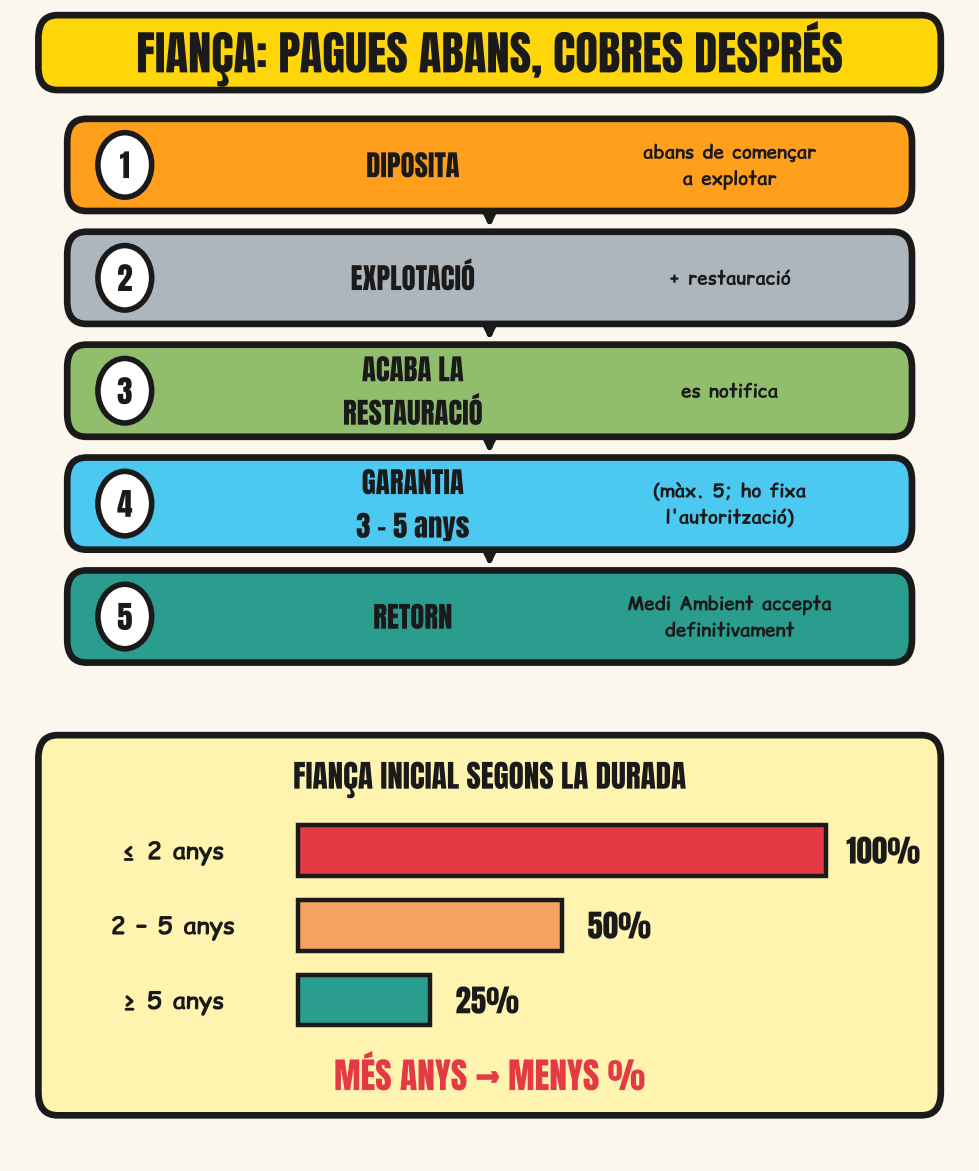 FIANÇA: PAGUES ABANS, COBRES DESPRÉS
1
DIPOSITA
abans de començar
a explotar
2
EXPLOTACIÓ
+ restauració
3
ACABA LA
RESTAURACIÓ
es notifica
4
GARANTIA
3 - 5 anys
(màx. 5; ho fixa
l'autorització)
5
RETORN
Medi Ambient accepta
definitivament
FIANÇA INICIAL SEGONS LA DURADA
≤ 2 anys
100%
2 – 5 anys
50%
≥ 5 anys
25%
MÉS ANYS → MENYS %